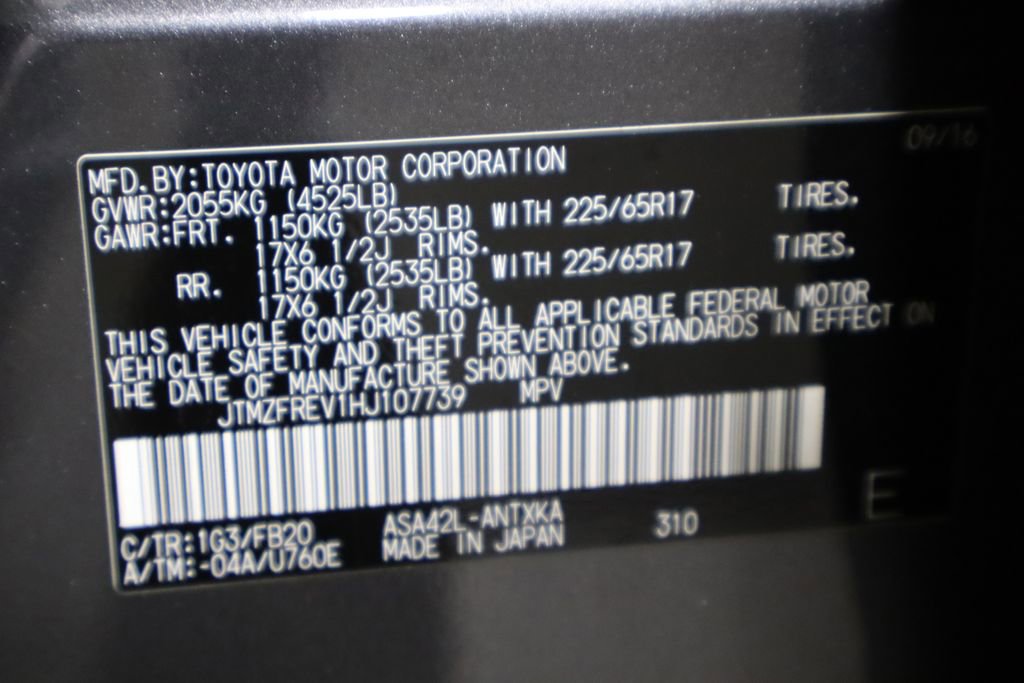 09/16
MFD.BY:TOYOTA MOTOR CORPORATION
GVWR:2055KG (4525LB)
GAWR:FRT. 1150KG (2535LB) WITH 225/65R17 TIRES.
17X6 1/2J RIMS.
RR. 1150KG (2535LB) WITH 225/65R17 TIRES.
17X6 1/2J RIMS.
THIS VEHICLE CONFORMS TO ALL APPLICABLE FEDERAL MOTOR
VEHICLE SAFETY AND THEFT PREVENTION STANDARDS IN EFFECT ON
THE DATE OF MANUFACTURE SHOWN ABOVE.
JTMZFREV1HJ107739 MPV
C/TR:1G3/FB20 ASA42L-ANTXKA 310 E
A/TM:-04A/U760E MADE IN JAPAN